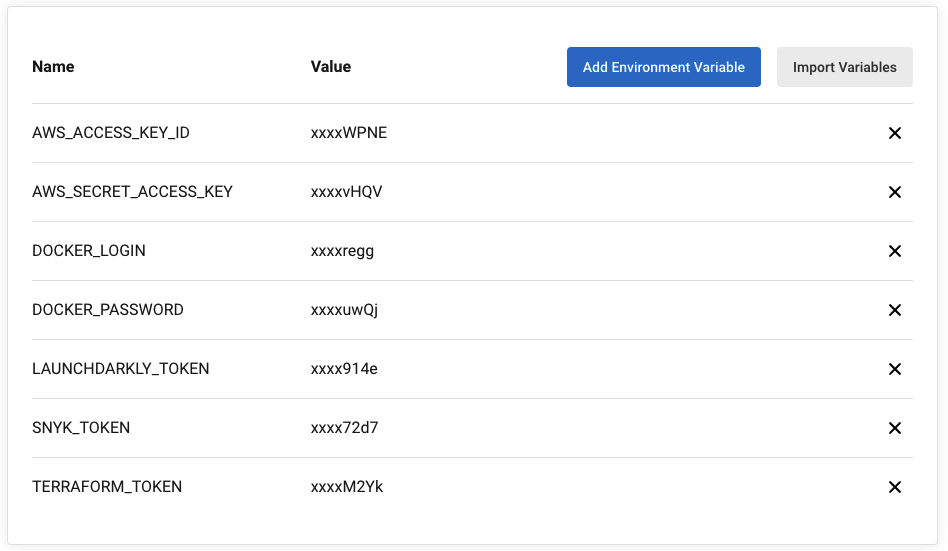 Name Value Add Environment Variable Import Variables
AWS_ACCESS_KEY_ID xxxxWPNE
AWS_SECRET_ACCESS_KEY xxxxvHQV
DOCKER_LOGIN xxxxregg
DOCKER_PASSWORD xxxxuwQj
LAUNCHDARKLY_TOKEN xxxx914e
SNYK_TOKEN xxxx72d7
TERRAFORM_TOKEN xxxxM2Yk